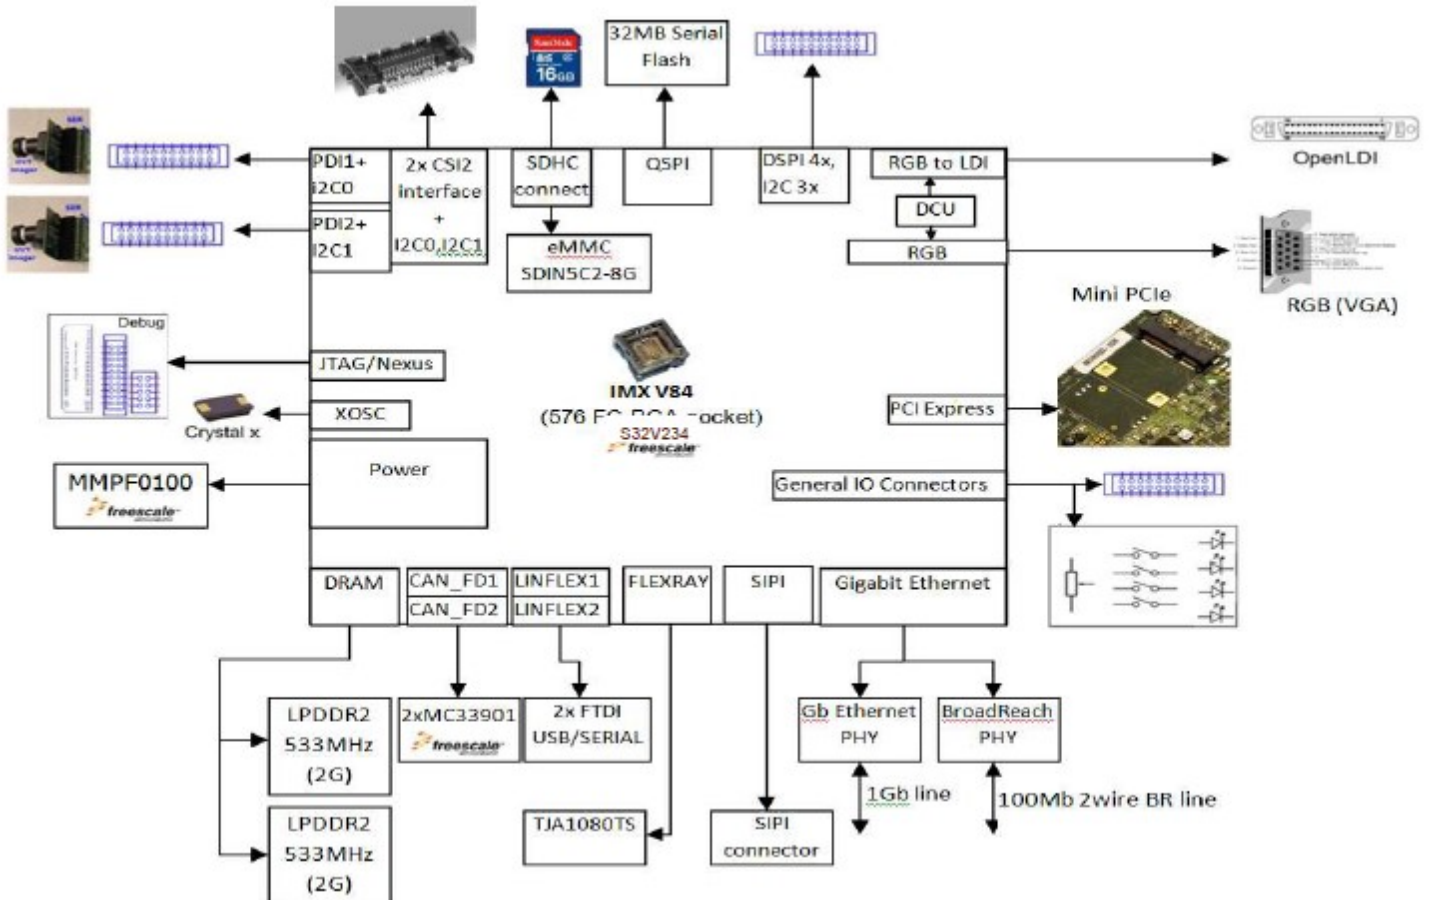 SanDisk
16GB
32MB Serial
Flash
PDI1+
i2C0
PDI2+
I2C1
2x CSI2
interface
+
I2C0,I2C1
SDHC
connect
QSPI
DSPI 4x,
I2C 3x
RGB to LDI
DCU
RGB
OpenLDI
RGB (VGA)
eMMC
SDIN5C2-8G
Mini PCIe
Debug
JTAG/Nexus
XOSC
Crystal x
IMX V84
(576
socket)
S32V234
freescale
PCI Express
MMPF0100
freescale
Power
General IO Connectors
DRAM
CAN_FD1
CAN_FD2
LINFLEX1
LINFLEX2
FLEXRAY
SIPI
Gigabit Ethernet
LPDDR2
533MHz
(2G)
2xMC33901
freescale
2x FTDI
USB/SERIAL
Gb Ethernet
PHY
BroadReach
PHY
1Gb line
100Mb 2wire BR line
TJA1080TS
SIPI
connector
LPDDR2
533MHz
(2G)